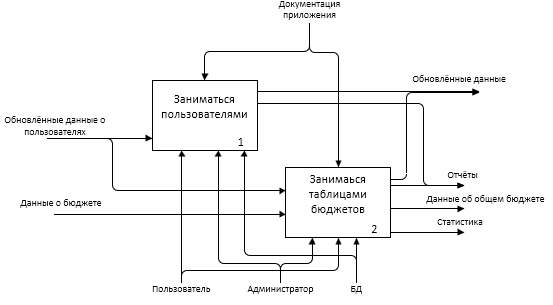 Документация
приложения
Обновлённые данные
Заниматься
пользователями
1
Обновлённые данные о
пользователях
Занимаься
таблицами
бюджетов
2
Отчёты
Данные об общем бюджете
Данные о бюджете
Статистика
Пользователь
Администратор
БД